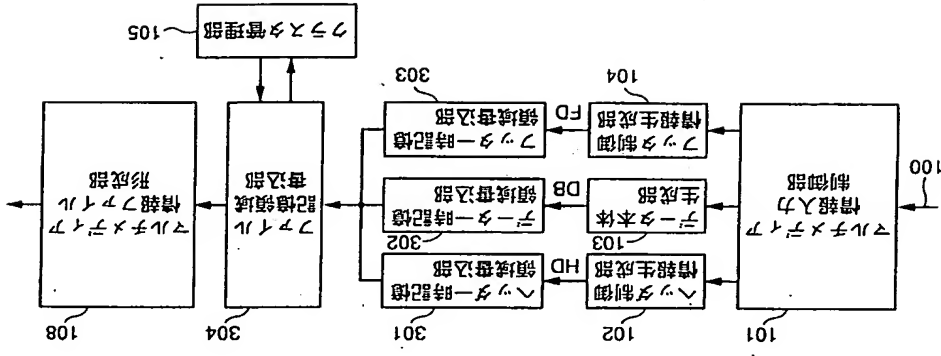 101
102
301
304
108
100
マルチメディア
情報入力
制御部
ヘッダ制御
情報生成部
HD
ヘッダ一時記憶
領域書込部
103
データ本体
生成部
DB
302
データ一時記憶
領域書込部
フッタ制御
情報生成部
FD
フッタ一時記憶
領域書込部
104
303
ファイル
記憶領域
書込部
マルチメディア
情報ファイル
形成部
クラスタ管理部
105